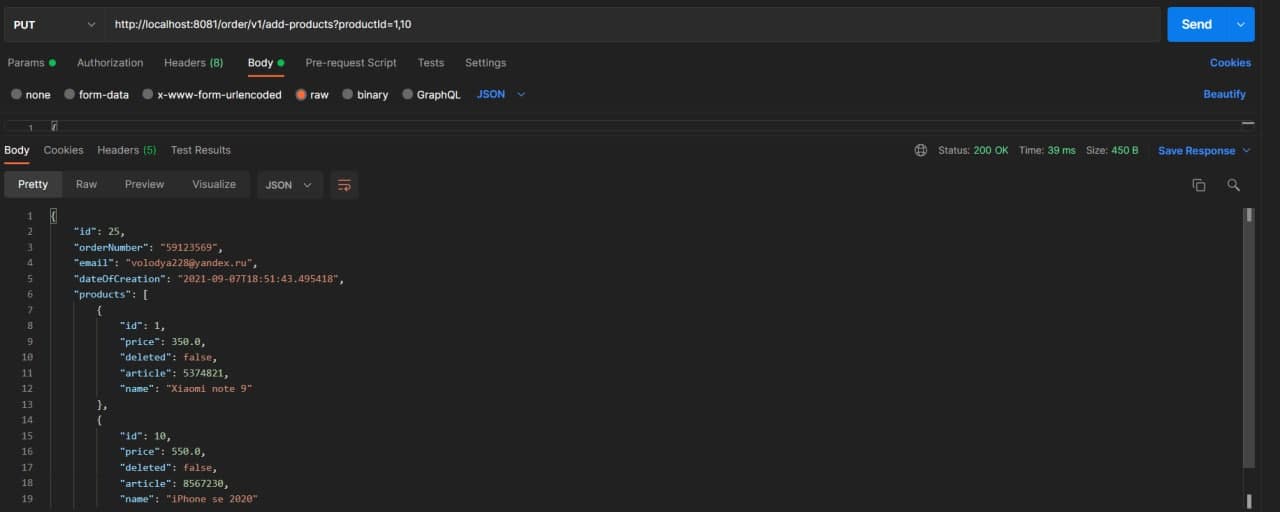 PUT http://localhost:8081/order/v1/add-products?productId=1,10 Send
Params Authorization Headers (8) Body Pre-request Script Tests Settings Cookies
none form-data x-www-form-urlencoded raw binary GraphQL JSON Beautify
1 {
Body Cookies Headers (5) Test Results Status: 200 OK Time: 39 ms Size: 450 B Save Response
Pretty Raw Preview Visualize JSON
1 {
2 "id": 25,
3 "orderNumber": "59123569",
4 "email": "volodya228@yandex.ru",
5 "dateOfCreation": "2021-09-07T18:51:43.495418",
6 "products": [
7 {
8 "id": 1,
9 "price": 350.0,
10 "deleted": false,
11 "article": 5374821,
12 "name": "Xiaomi note 9"
13 },
14 {
15 "id": 10,
16 "price": 550.0,
17 "deleted": false,
18 "article": 8567230,
19 "name": "iPhone se 2020"